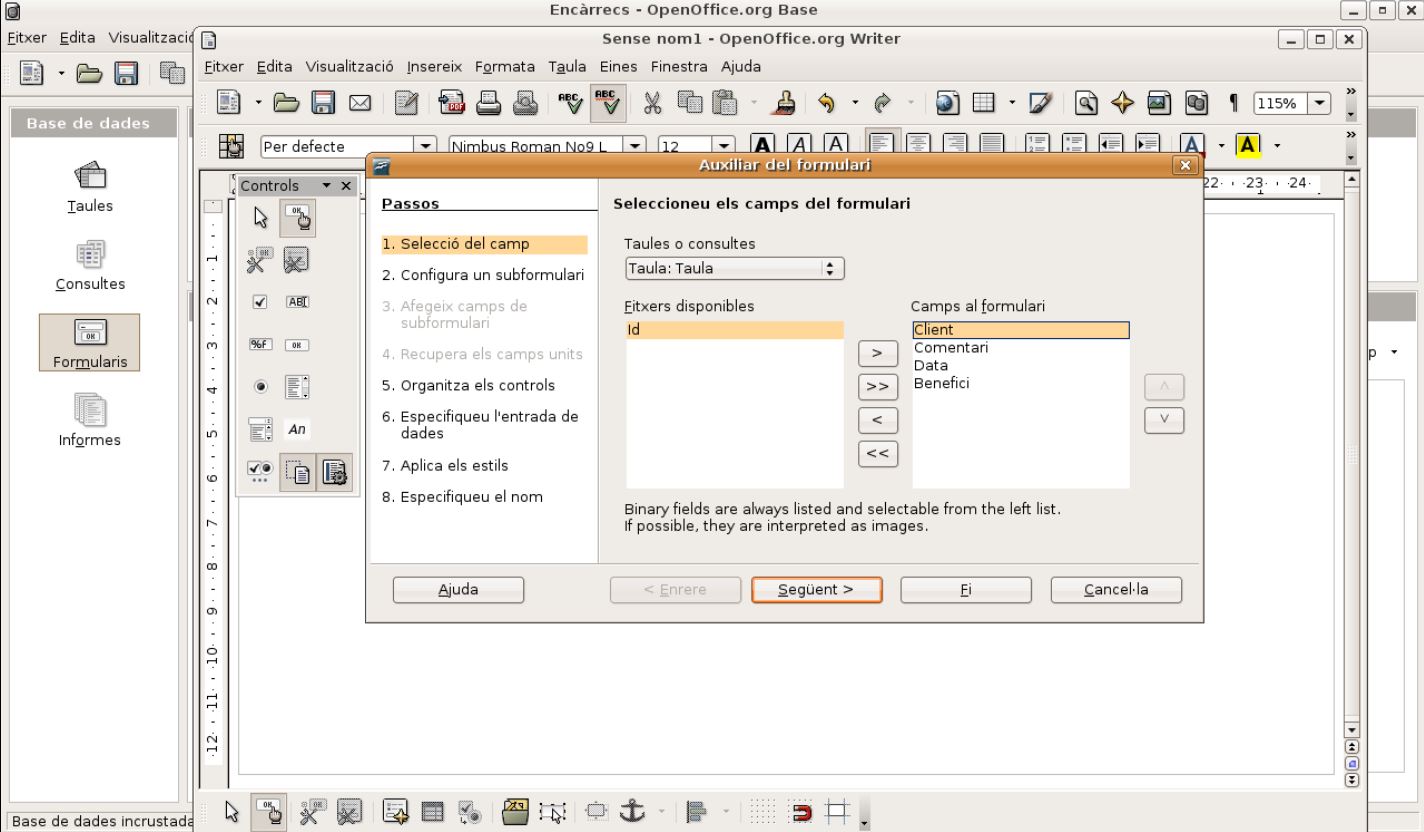 Encàrrecs - OpenOffice.org Base
Fitxer Edita Visualització
Base de dades
Taules
Consultes
Formularis
Informes
Base de dades incrustada
Sense nom1 - OpenOffice.org Writer
Fitxer Edita Visualització Insereix Formata Taula Eines Finestra Ajuda
115%
Per defecte Nimbus Roman No9 L 12
Controls
Auxiliar del formulari
Passos
1. Selecció del camp
2. Configura un subformulari
3. Afegeix camps de
subformulari
4. Recupera els camps units
5. Organitza els controls
6. Especifiqueu l'entrada de
dades
7. Aplica els estils
8. Especifiqueu el nom
Seleccioneu els camps del formulari
Taules o consultes
Taula: Taula
Fitxers disponibles
Id
>
>>
<
<<
Camps al formulari
Client
Comentari
Data
Benefici
Binary fields are always listed and selectable from the left list.
If possible, they are interpreted as images.
Ajuda
< Enrere
Següent >
Fi
Cancel·la
22 23 24
1
2
3
4
5
6
7
8
9
10
11
12